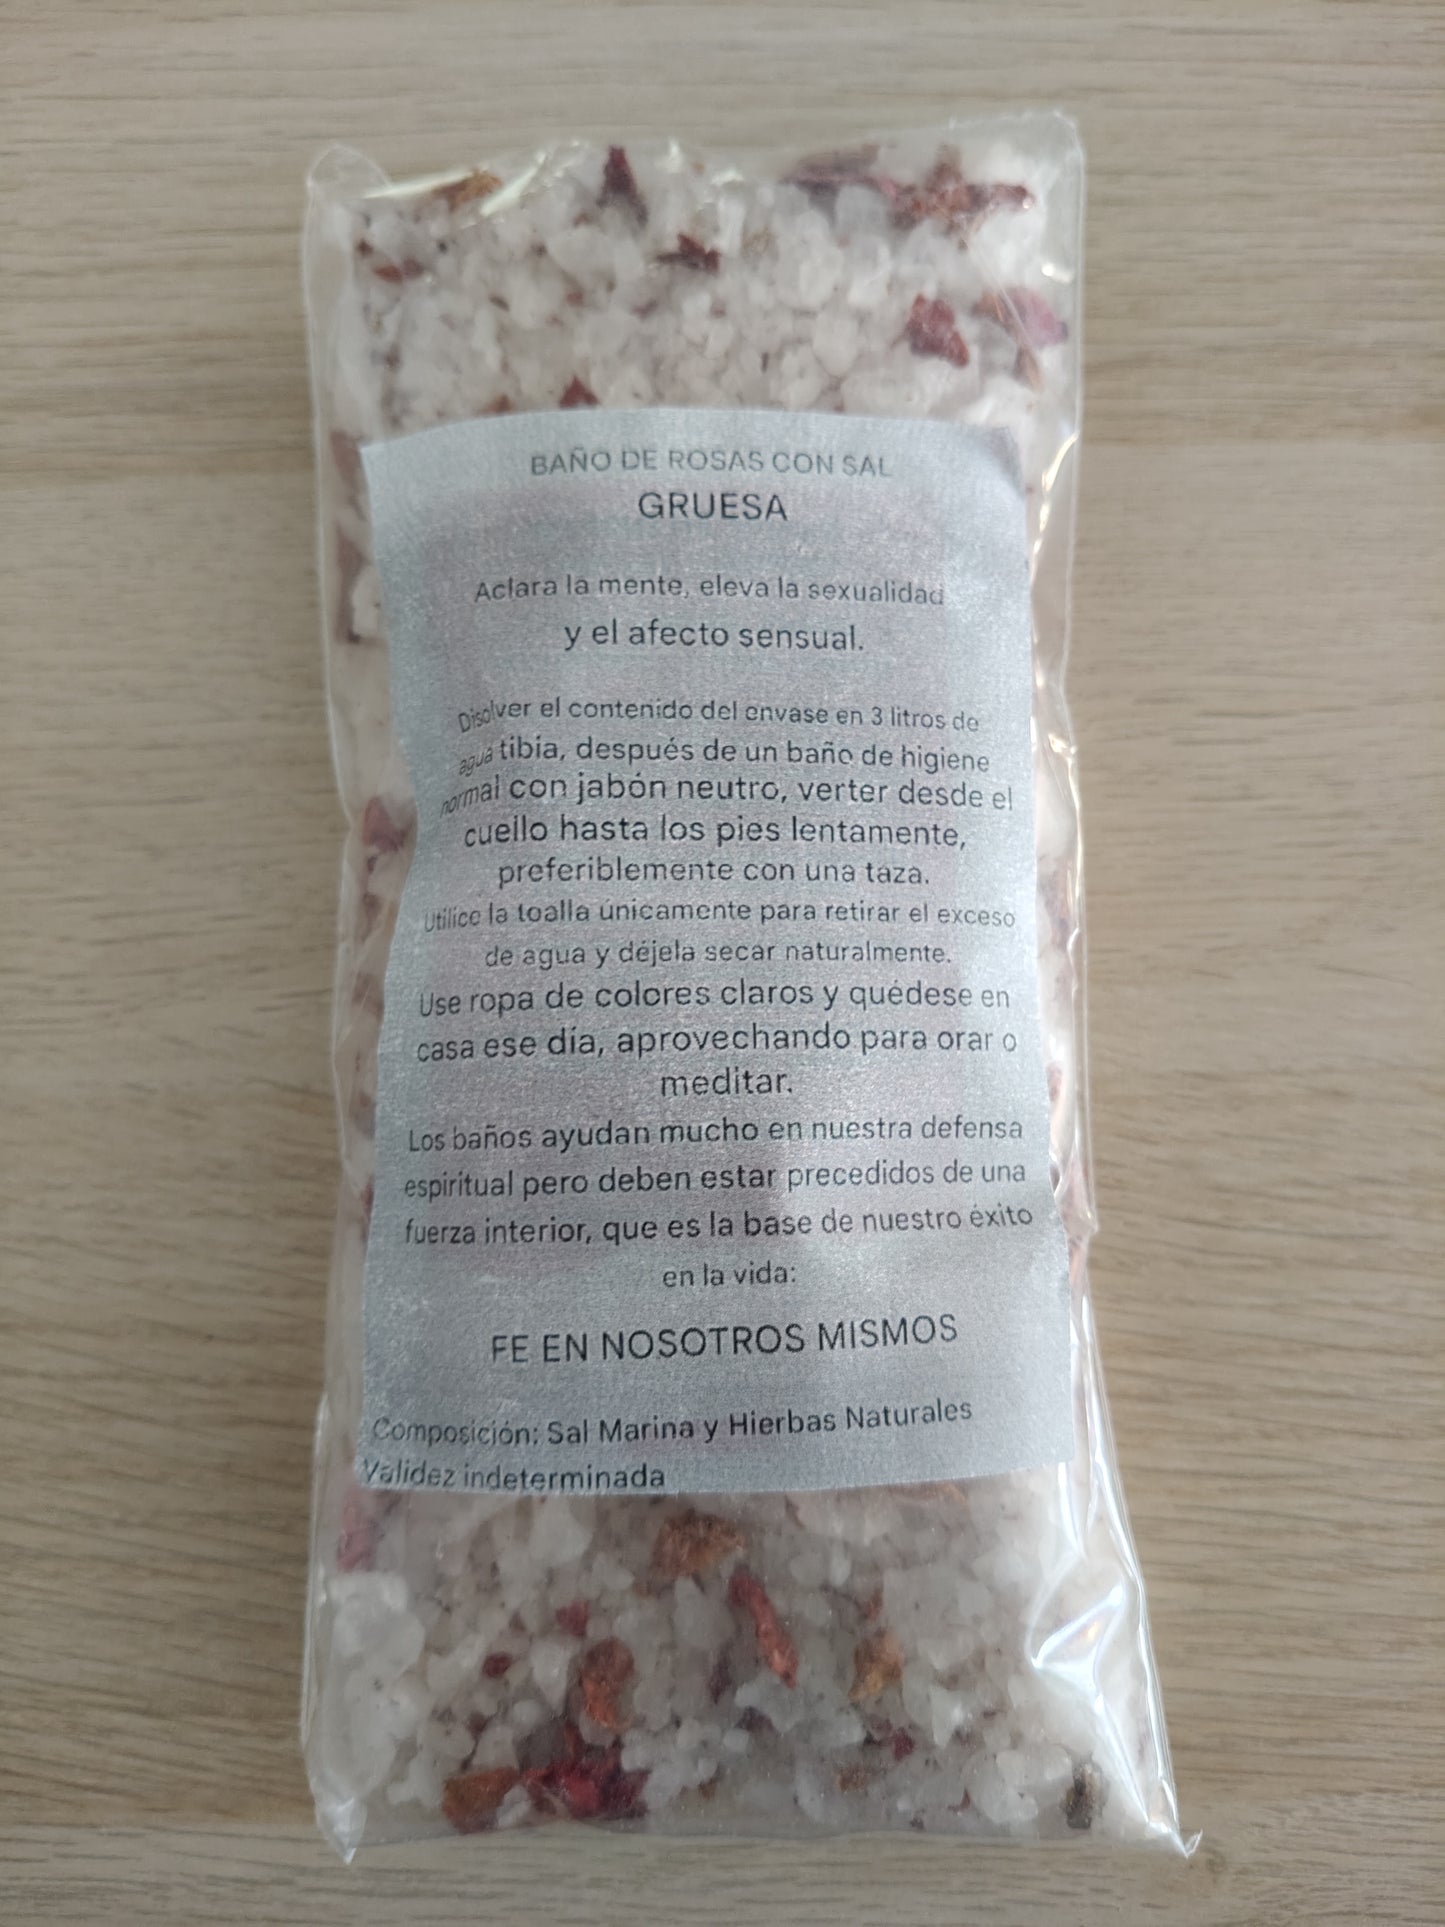 BAÑO DE ROSAS CON SAL
GRUESA
Aclara la mente, eleva la sexualidad
y el afecto sensual.
Disolver el contenido del envase en 3 litros de
agua tibia, después de un baño de higiene
normal con jabón neutro, verter desde el
cuello hasta los pies lentamente,
preferiblemente con una taza.
Utilice la toalla únicamente para retirar el exceso
de agua y déjela secar naturalmente.
Use ropa de colores claros y quédese en
casa ese día, aprovechando para orar o
meditar.
Los baños ayudan mucho en nuestra defensa
espiritual pero deben estar precedidos de una
fuerza interior, que es la base de nuestro éxito
en la vida:
FE EN NOSOTROS MISMOS
Composición: Sal Marina y Hierbas Naturales
Validez indeterminada